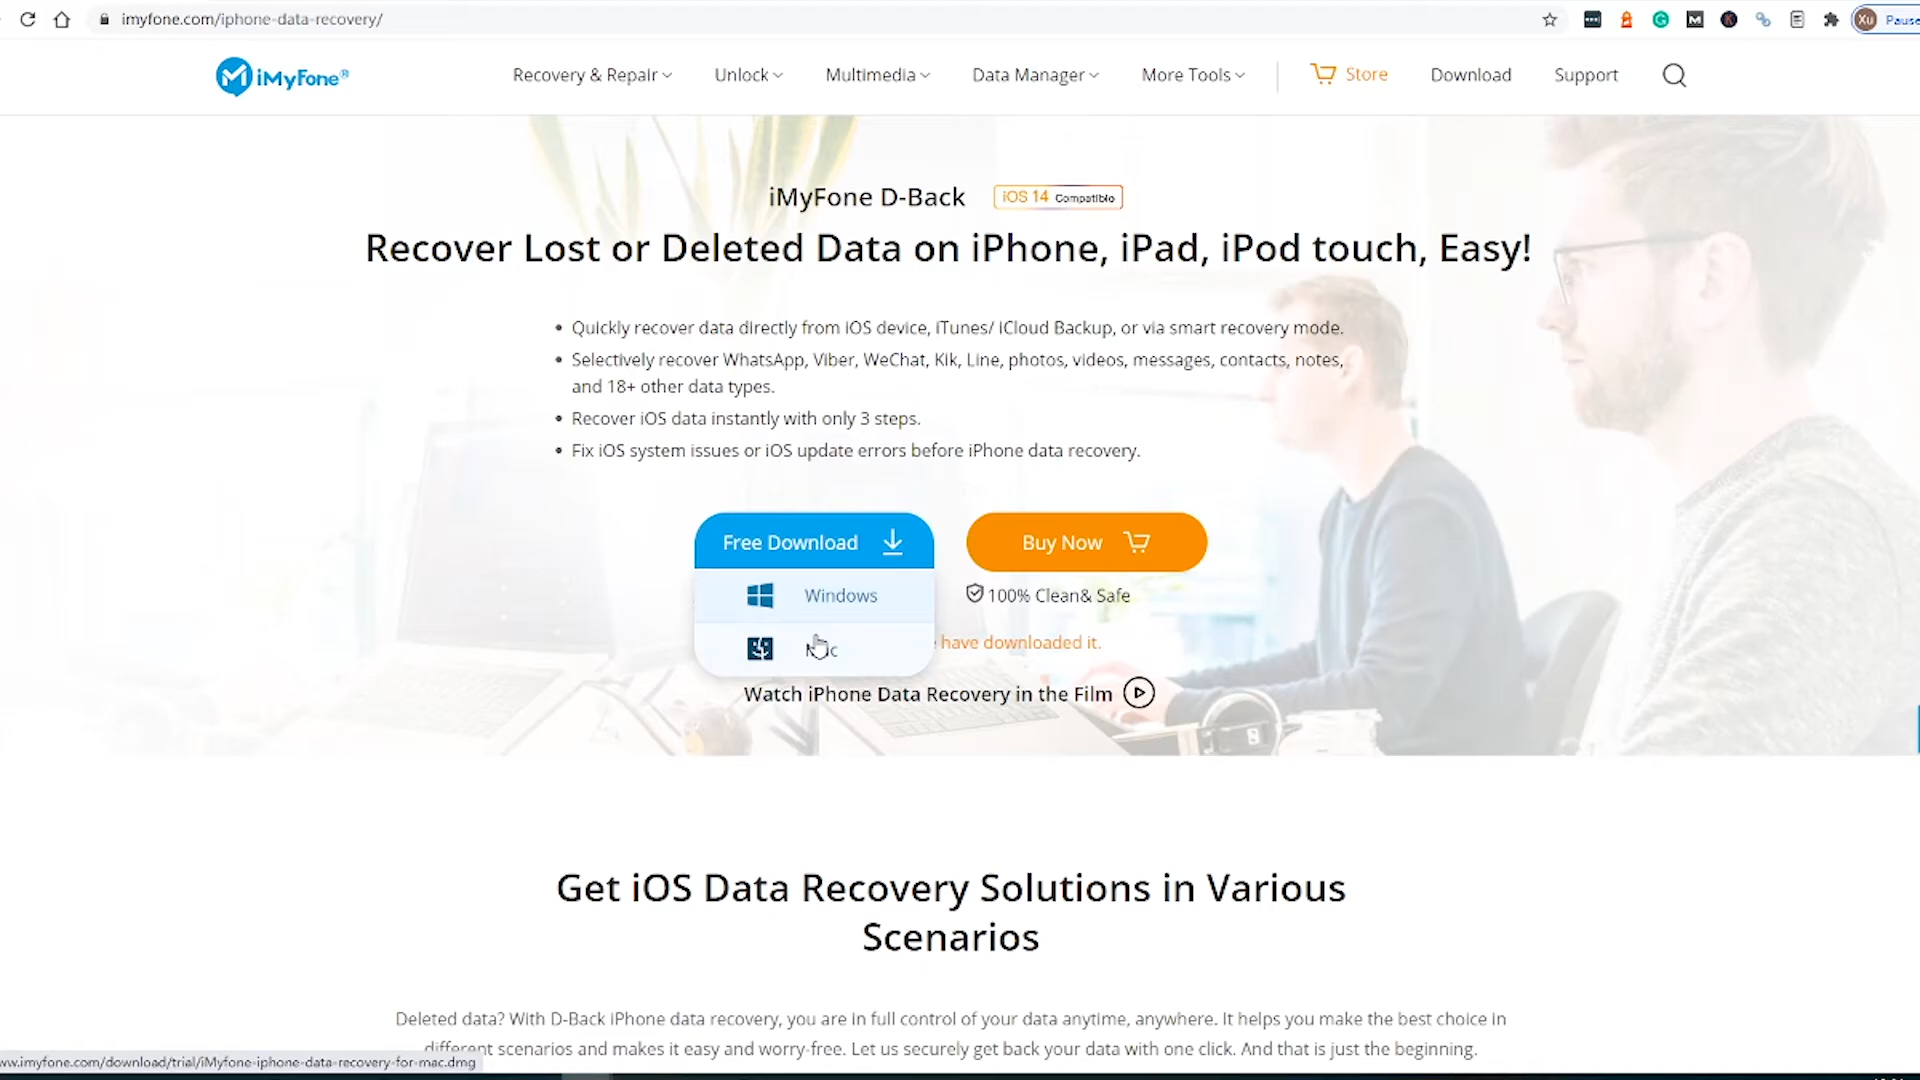 imyfone.com/iphone-data-recovery/
Xu Pause
iMyFone®
Recovery & Repair
Unlock
Multimedia
Data Manager
More Tools
Store
Download
Support
iMyFone D-Back
iOS 14 Compatible
Recover Lost or Deleted Data on iPhone, iPad, iPod touch, Easy!
• Quickly recover data directly from iOS device, iTunes/ iCloud Backup, or via smart recovery mode.
• Selectively recover WhatsApp, Viber, WeChat, Kik, Line, photos, videos, messages, contacts, notes,
and 18+ other data types.
• Recover iOS data instantly with only 3 steps.
• Fix iOS system issues or iOS update errors before iPhone data recovery.
Free Download
Buy Now
Windows
100% Clean& Safe
have downloaded it.
Watch iPhone Data Recovery in the Film
Get iOS Data Recovery Solutions in Various
Scenarios
Deleted data? With D-Back iPhone data recovery, you are in full control of your data anytime, anywhere. It helps you make the best choice in
different scenarios and makes it easy and worry-free. Let us securely get back your data with one click. And that is just the beginning.
ww.imyfone.com/download/trial/iMyfone-iphone-data-recovery-for-mac.dmg